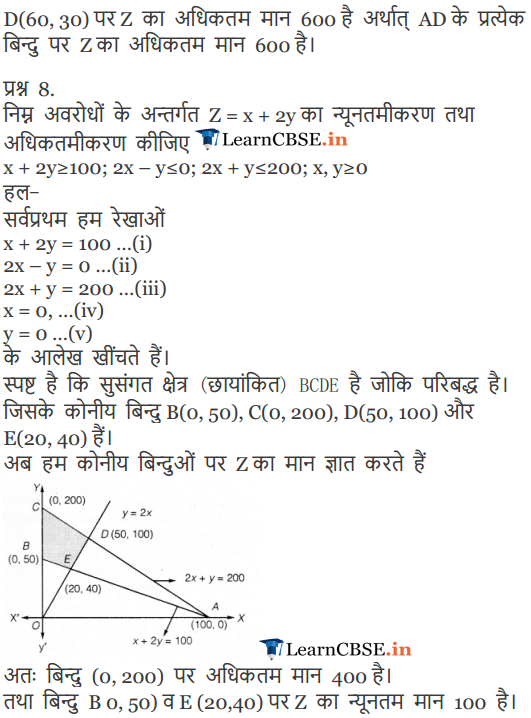 D(60, 30) पर Z का अधिकतम मान 600 है अर्थात् AD के प्रत्येक
बिन्दु पर Z का अधिकतम मान 600 है।
प्रश्न 8.
निम्न अवरोधों के अन्तर्गत Z = x + 2y का न्यूनतमीकरण तथा
अधिकतमीकरण कीजिए LearnCBSE.in
x + 2y≥100; 2x – y≤0; 2x + y≤200; x, y≥0
हल–
सर्वप्रथम हम रेखाओं
x + 2y = 100 ...(i)
2x – y = 0 ...(ii)
2x + y = 200 ...(iii)
x = 0, ...(iv)
y = 0 ...(v)
के आलेख खींचते हैं।
स्पष्ट है कि सुसंगत क्षेत्र (छायांकित) BCDE है जोकि परिबद्ध है।
जिसके कोनीय बिन्दु B(0, 50), C(0, 200), D(50, 100) और
E(20, 40) हैं।
अब हम कोनीय बिन्दुओं पर Z का मान ज्ञात करते हैं
Y
C (0, 200)
y = 2x
D (50, 100)
B
(0, 50)
E
(20, 40)
2x + y = 200
A
X' O (100, 0) X
y' x + 2y = 100
LearnCBSE.in
अतः बिन्दु (0, 200) पर अधिकतम मान 400 है।
तथा बिन्दु B 0, 50) व E (20,40) पर Z का न्यूनतम मान 100 है।